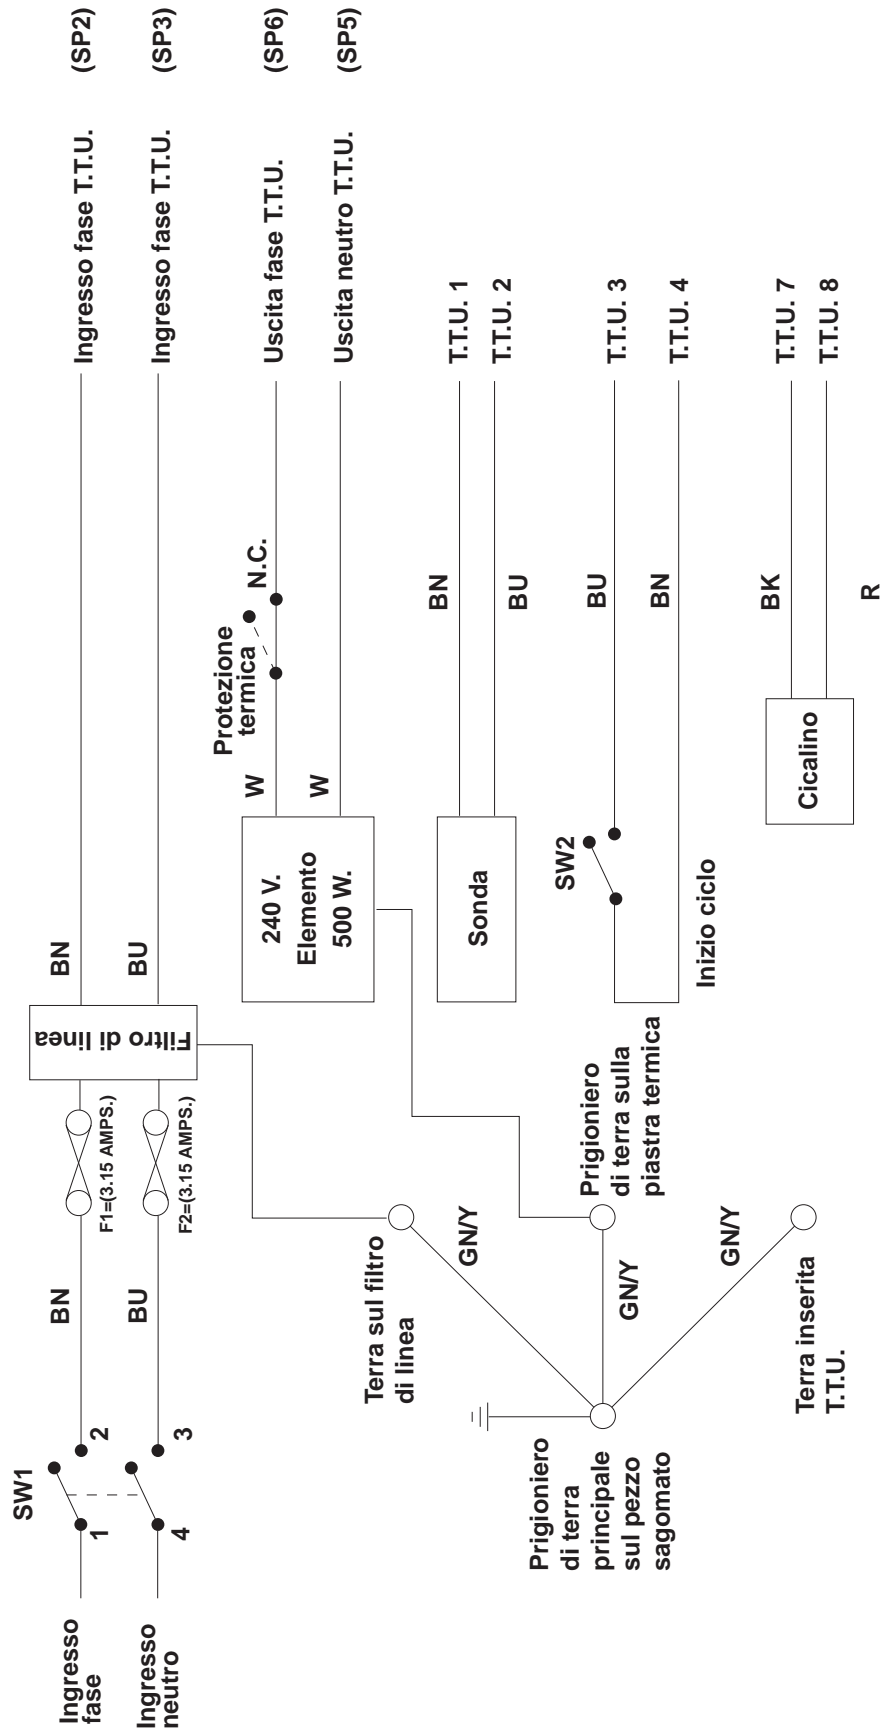 Ingresso
fase
Ingresso
neutro
SW1
1
2
4
3
BN
BU
F1=(3.15 AMPS.)
F2=(3.15 AMPS.)
Filtro di linea
BN
BU
Ingresso fase T.T.U.
(SP2)
Ingresso fase T.T.U.
(SP3)
240 V.
Elemento
500 W.
W
W
Protezione
termica
N.C.
Uscita fase T.T.U.
(SP6)
Uscita neutro T.T.U.
(SP5)
Terra sul filtro
di linea
GN/Y
Sonda
BN
BU
T.T.U. 1
T.T.U. 2
Prigioniero
di terra
principale
sul pezzo
sagomato
GN/Y
Prigioniero
di terra sulla
piastra termica
SW2
Inizio ciclo
BU
BN
T.T.U. 3
T.T.U. 4
GN/Y
Terra inserita
T.T.U.
Cicalino
BK
R
T.T.U. 7
T.T.U. 8